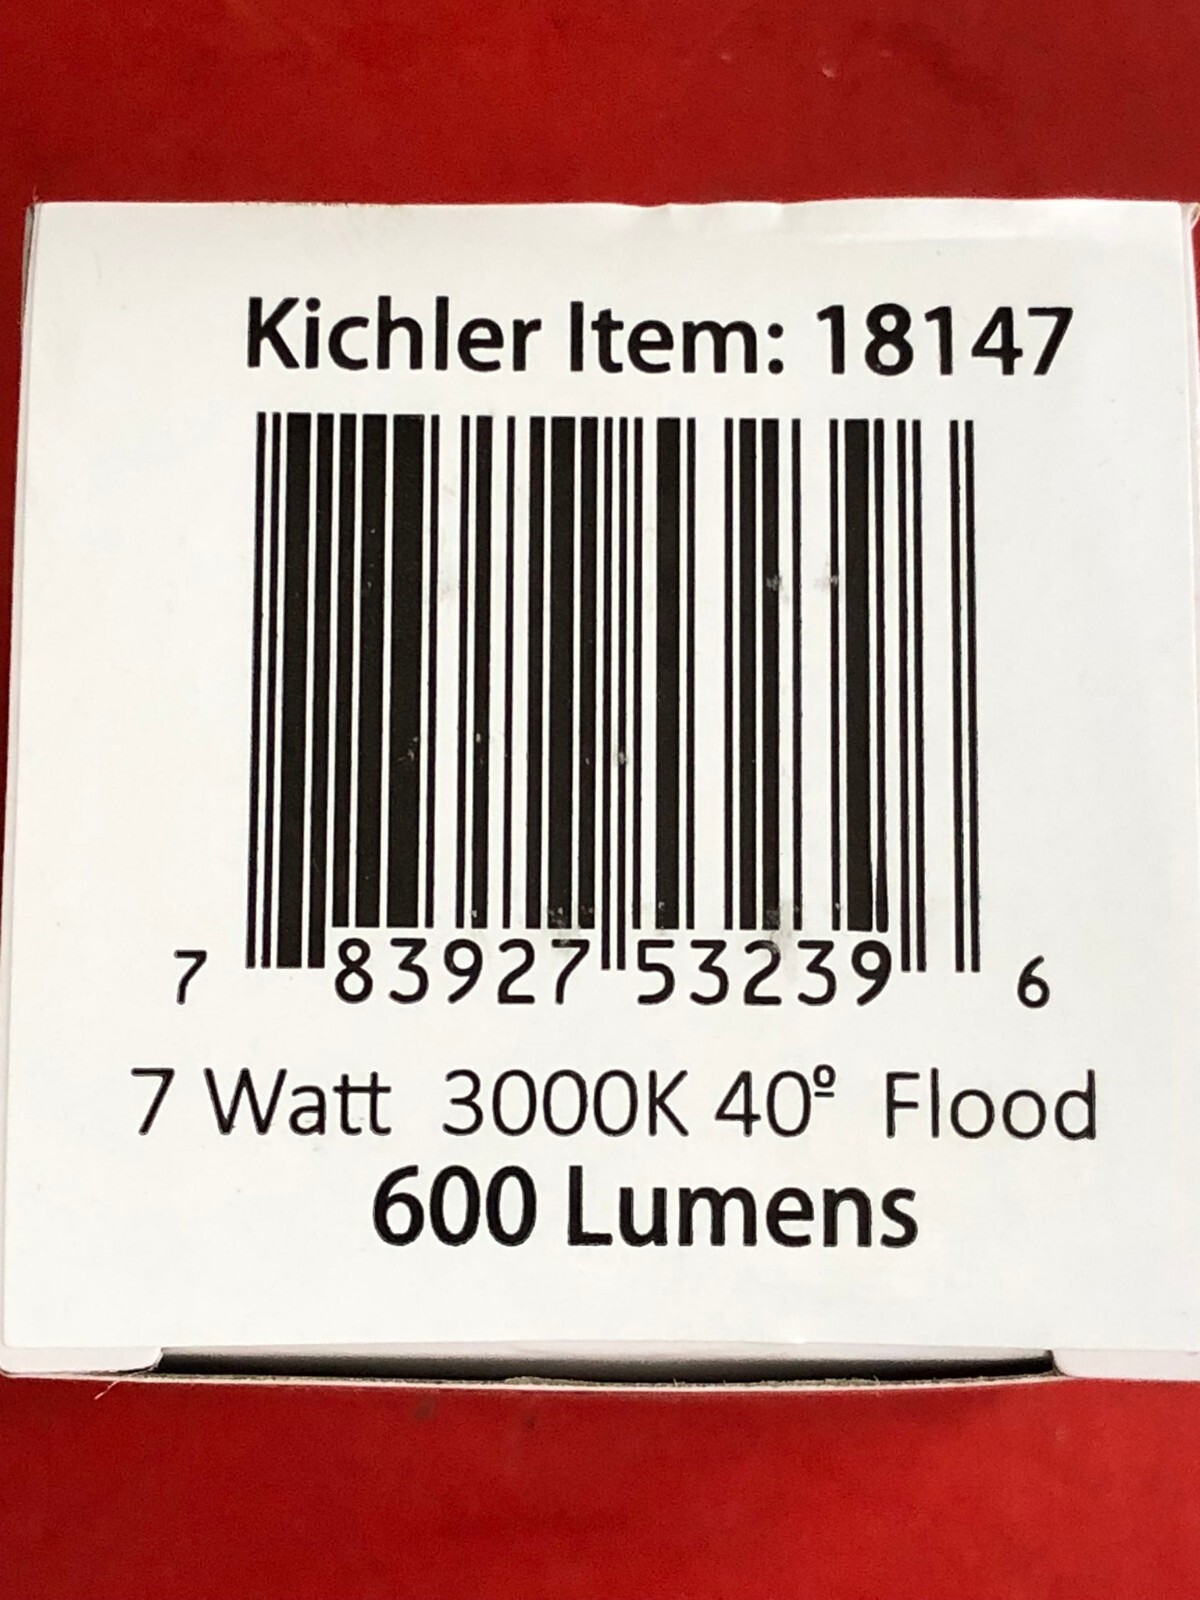 Kichler Item: 18147
7 83927 53239 6
7 Watt 3000K 40º Flood
600 Lumens